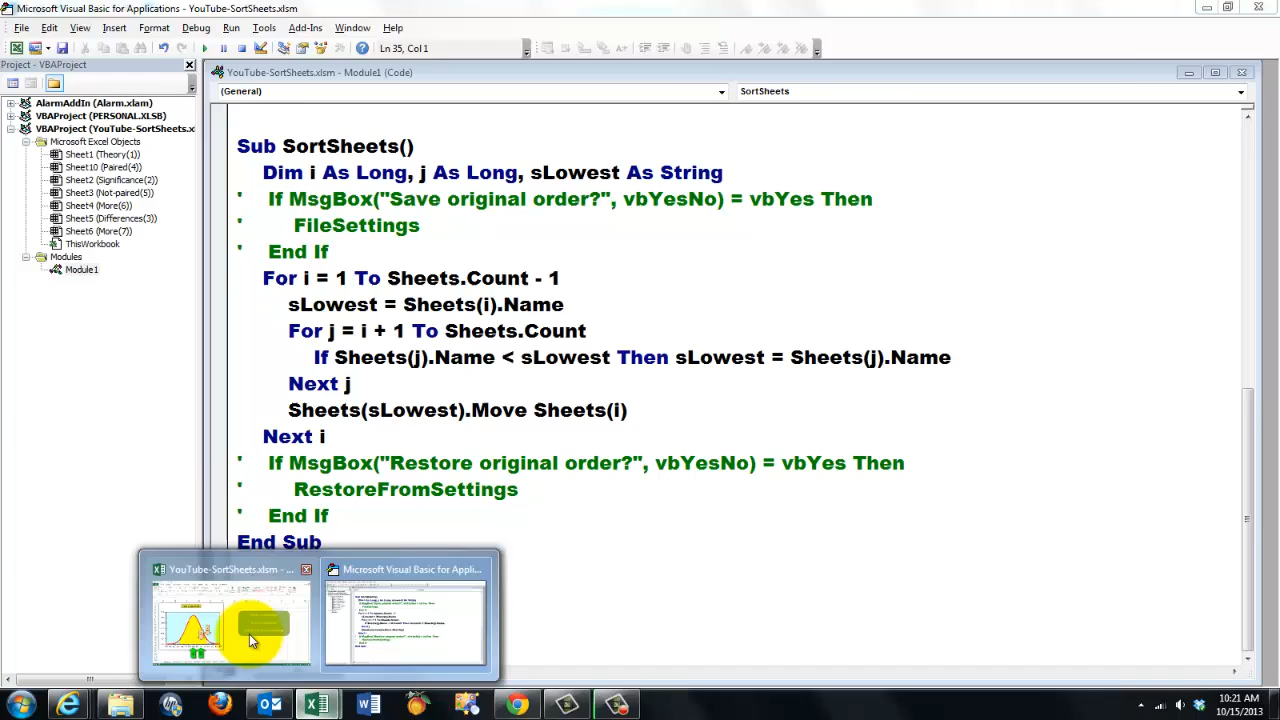 Microsoft Visual Basic for Applications - YouTube-SortSheets.xlsm
File Edit View Insert Format Debug Run Tools Add-Ins Window Help
Ln 35, Col 1
Project - VBAProject
AlarmAddIn (Alarm.xlam)
VBAProject (PERSONAL.XLSB)
VBAProject (YouTube-SortSheets.x
Microsoft Excel Objects
Sheet1 (Theory(1))
Sheet10 (Paired(4))
Sheet2 (Significance(2))
Sheet3 (Not-paired(5))
Sheet4 (More(6))
Sheet5 (Differences(3))
Sheet6 (More(7))
ThisWorkbook
Modules
Module1
YouTube-SortSheets.xlsm - Module1 (Code)
(General) SortSheets
Sub SortSheets()
Dim i As Long, j As Long, sLowest As String
' If MsgBox("Save original order?", vbYesNo) = vbYes Then
' FileSettings
' End If
For i = 1 To Sheets.Count - 1
sLowest = Sheets(i).Name
For j = i + 1 To Sheets.Count
If Sheets(j).Name < sLowest Then sLowest = Sheets(j).Name
Next j
Sheets(sLowest).Move Sheets(i)
Next i
' If MsgBox("Restore original order?", vbYesNo) = vbYes Then
' RestoreFromSettings
' End If
End Sub
YouTube-SortSheets.xlsm - ...
Microsoft Visual Basic for Appli...
10:21 AM
10/15/2013